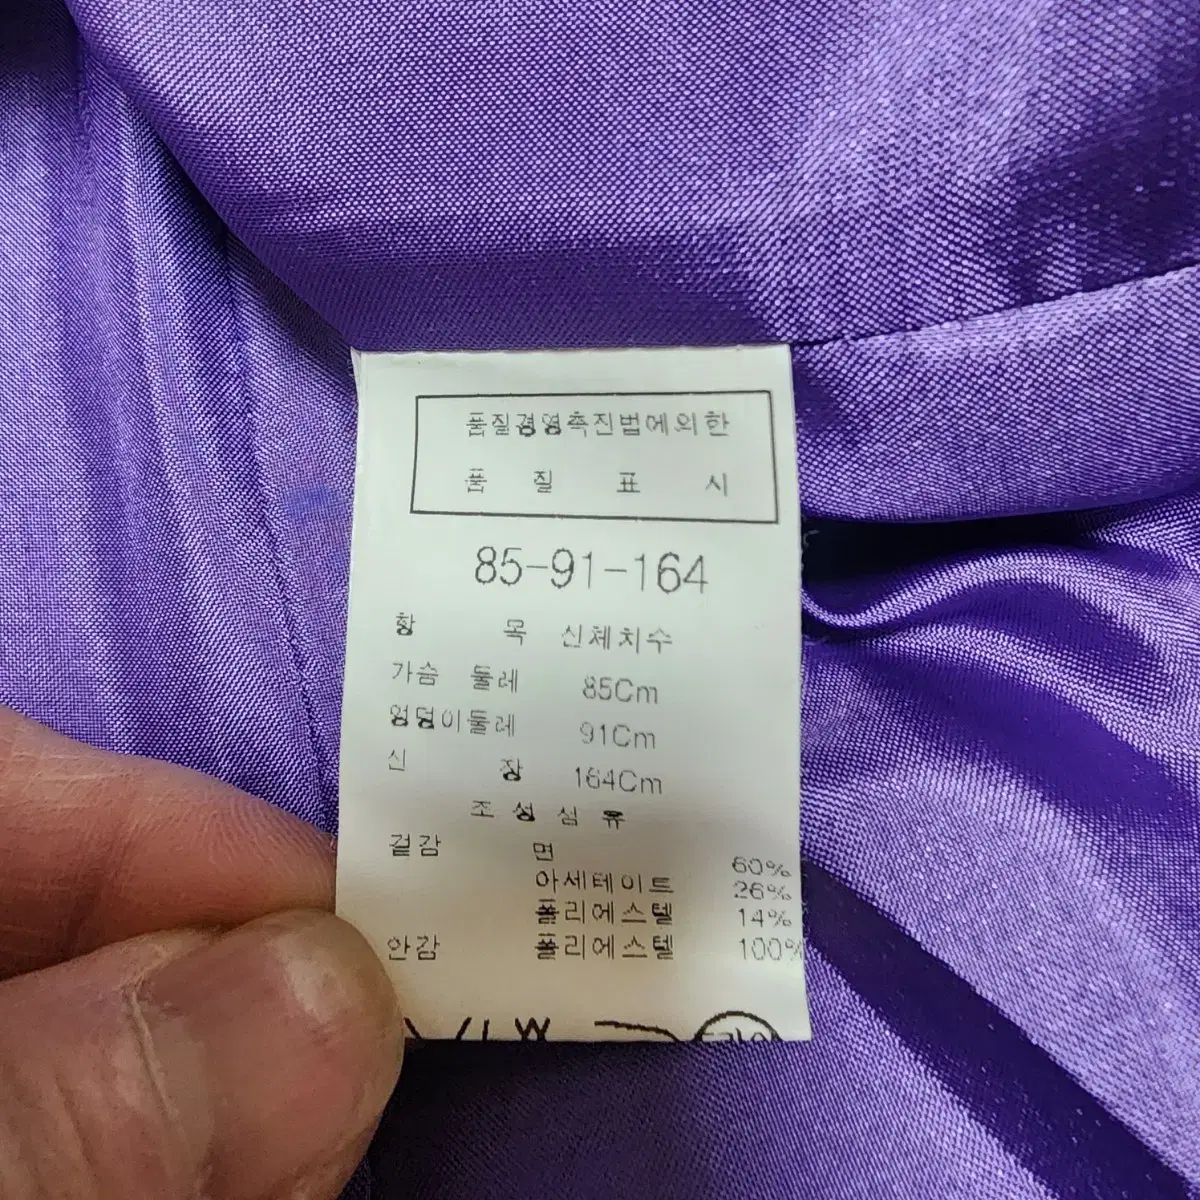 품질경영촉진법에의한
품 질 표 시
85-91-164
항 목 신체치수
가슴 둘레 85Cm
엉덩이둘레 91Cm
신 장 164Cm
조 성 섬 유
겉감 면 60%
아세테이트 26%
폴리에스텔 14%
안감 폴리에스텔 100%